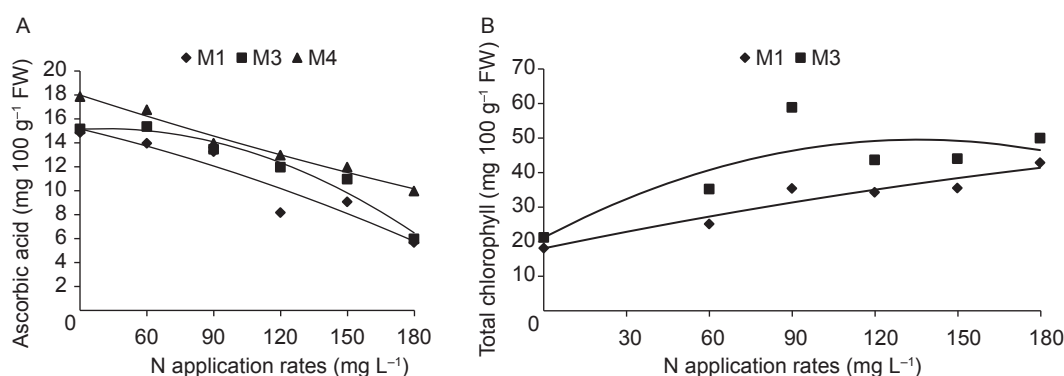 A
◆ M1 ■ M3 ▲ M4
Ascorbic acid (mg 100 g⁻¹ FW)
20
18
16
14
12
10
8
6
4
2
0 60 90 120 150 180
N application rates (mg L⁻¹)
B
◆ M1 ■ M3
Total chlorophyll (mg 100 g⁻¹ FW)
70
60
50
40
30
20
10
0 30 60 90 120 150 180
N application rates (mg L⁻¹)